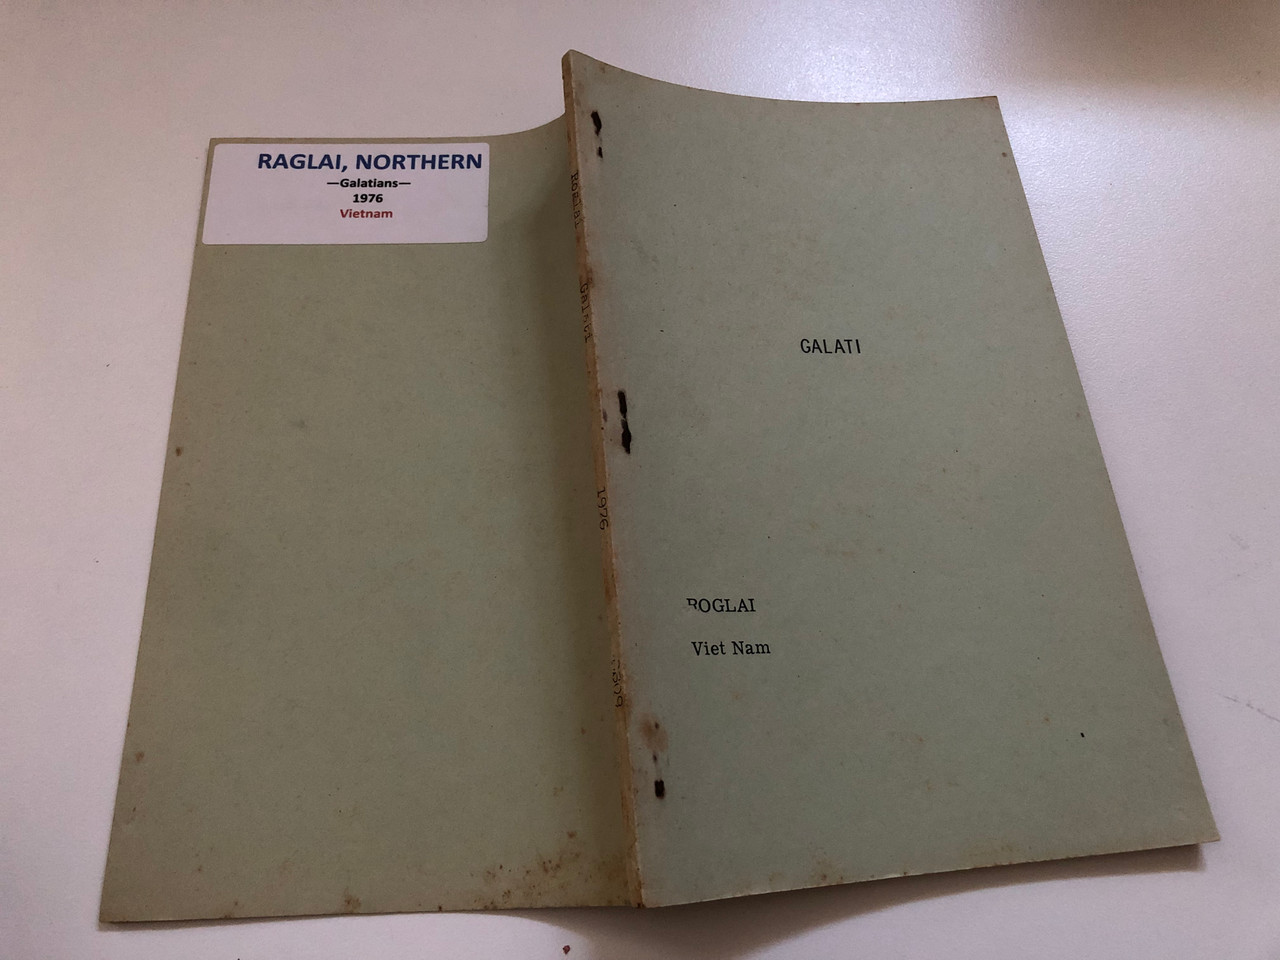 RAGLAI, NORTHERN
—Galatians—
1976
Vietnam
Roglai Galati 1976
GALATI
ROGLAI
Viet Nam